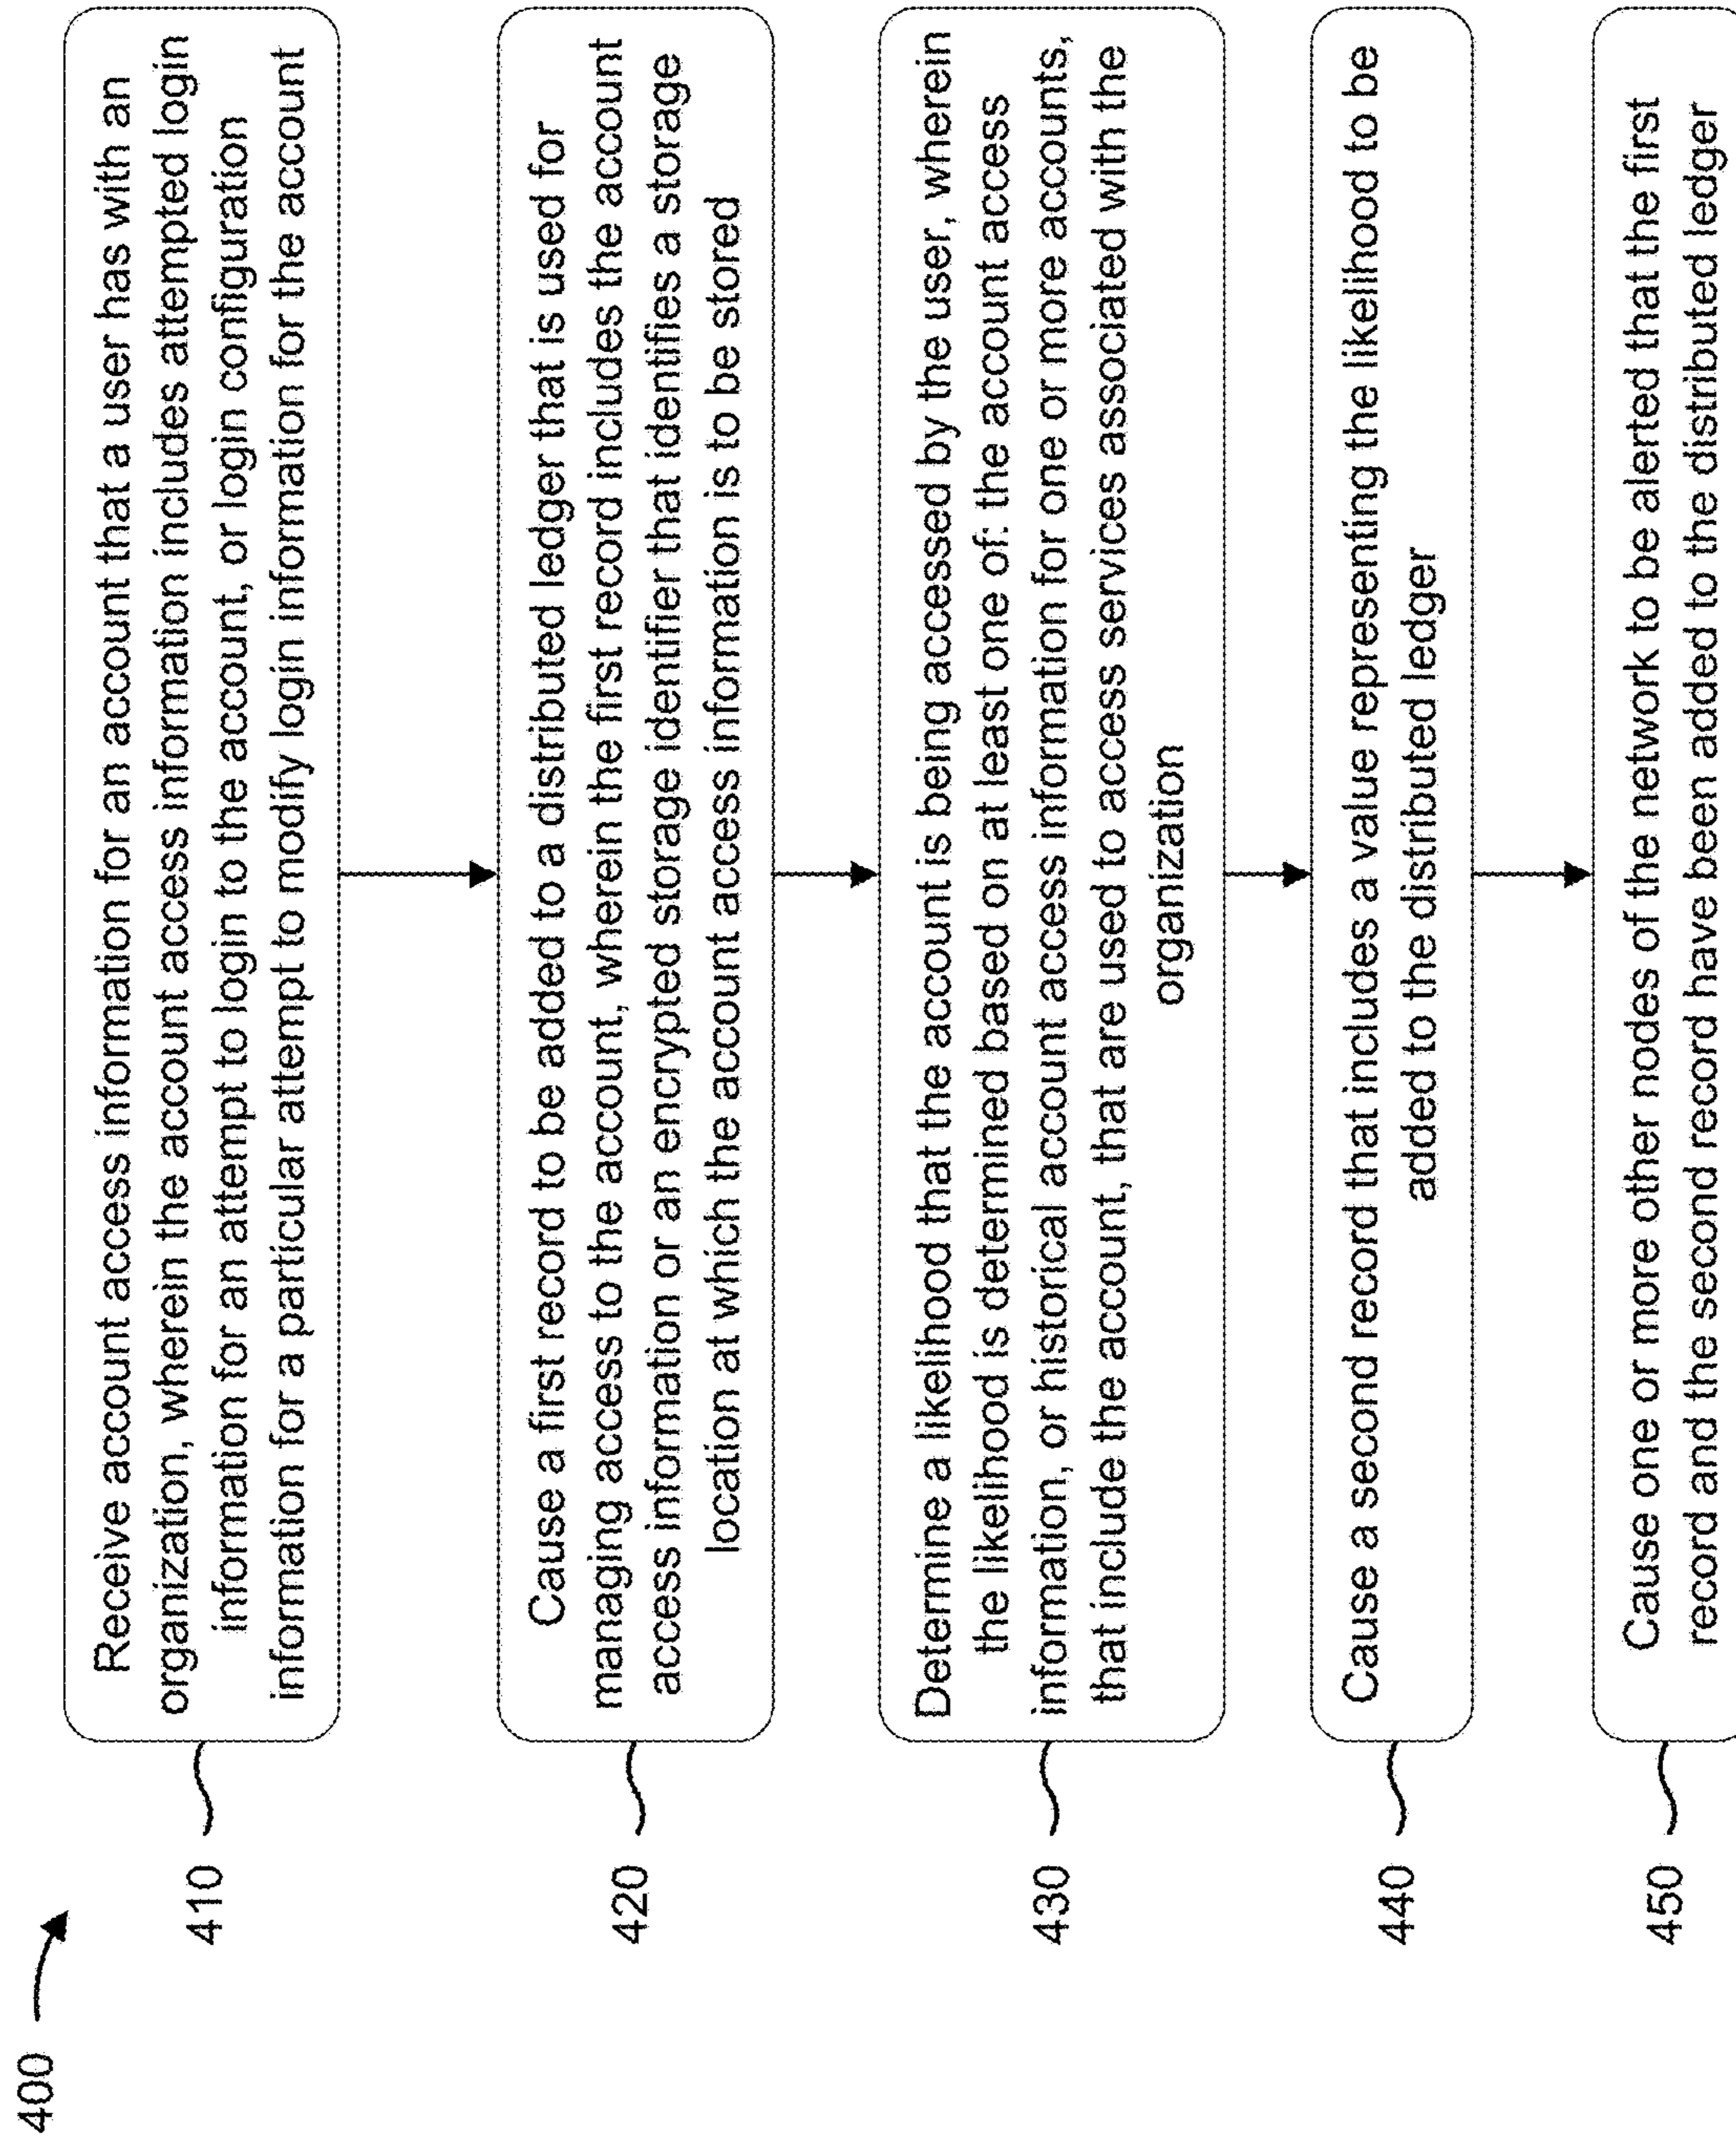 400
410
Receive account access information for an account that a user has with an
organization, wherein the account access information includes attempted login
information for an attempt to login to the account, or login configuration
information for a particular attempt to modify login information for the account
420
Cause a first record to be added to a distributed ledger that is used for
managing access to the account, wherein the first record includes the account
access information or an encrypted storage identifier that identifies a storage
location at which the account access information is to be stored
430
Determine a likelihood that the account is being accessed by the user, wherein
the likelihood is determined based on at least one of: the account access
information, or historical account access information for one or more accounts,
that include the account, that are used to access services associated with the
organization
440
Cause a second record that includes a value representing the likelihood to be
added to the distributed ledger
450
Cause one or more other nodes of the network to be alerted that the first
record and the second record have been added to the distributed ledger